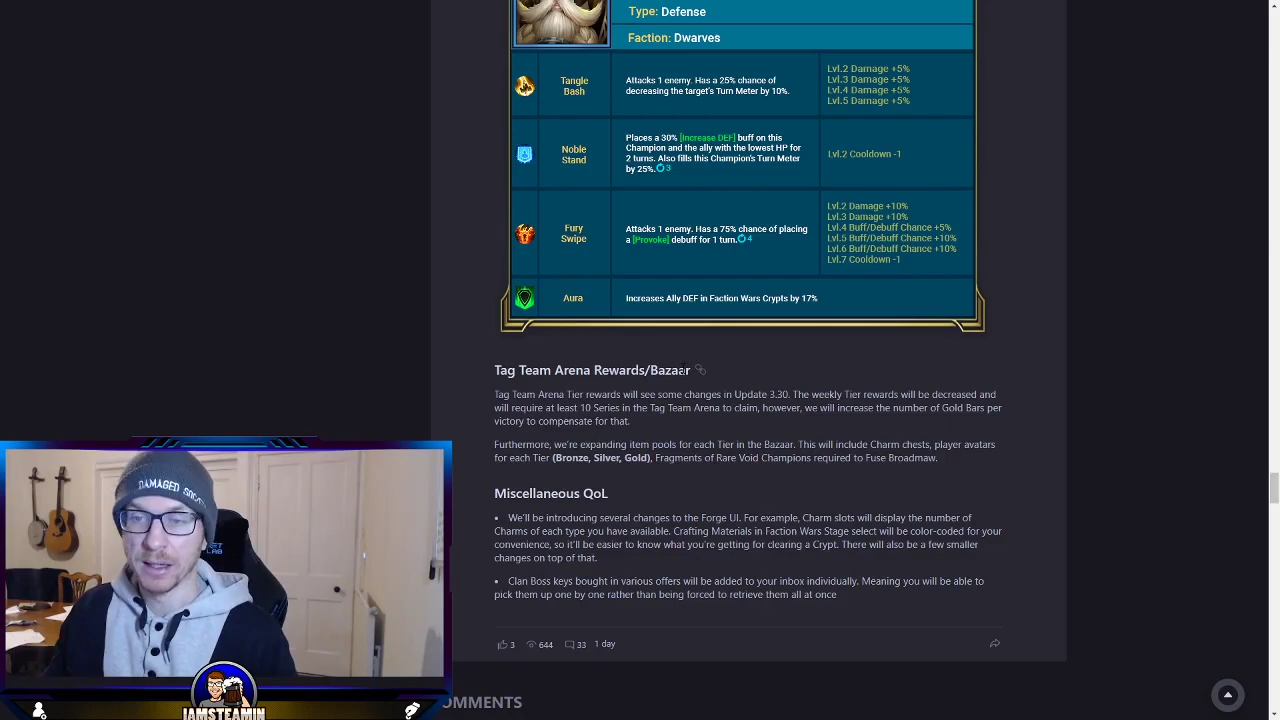 Type: Defense
Faction: Dwarves
Tangle
Bash
Attacks 1 enemy. Has a 25% chance of
decreasing the target's Turn Meter by 10%.
Lvl.2 Damage +5%
Lvl.3 Damage +5%
Lvl.4 Damage +5%
Lvl.5 Damage +5%
Noble
Stand
Places a 30% [Increase DEF] buff on this
Champion and the ally with the lowest HP for
2 turns. Also fills this Champion's Turn Meter
by 25%. 3
Lvl.2 Cooldown -1
Fury
Swipe
Attacks 1 enemy. Has a 75% chance of placing
a [Provoke] debuff for 1 turn. 4
Lvl.2 Damage +10%
Lvl.3 Damage +10%
Lvl.4 Buff/Debuff Chance +5%
Lvl.5 Buff/Debuff Chance +10%
Lvl.6 Buff/Debuff Chance +10%
Lvl.7 Cooldown -1
Aura
Increases Ally DEF in Faction Wars Crypts by 17%
Tag Team Arena Rewards/Bazaar
Tag Team Arena Tier rewards will see some changes in Update 3.30. The weekly Tier rewards will be decreased and
will require at least 10 Series in the Tag Team Arena to claim, however, we will increase the number of Gold Bars per
victory to compensate for that.
Furthermore, we're expanding item pools for each Tier in the Bazaar. This will include Charm chests, player avatars
for each Tier (Bronze, Silver, Gold), Fragments of Rare Void Champions required to Fuse Broadmaw.
Miscellaneous QoL
• We'll be introducing several changes to the Forge UI. For example, Charm slots will display the number of
Charms of each type you have available. Crafting Materials in Faction Wars Stage select will be color-coded for your
convenience, so it'll be easier to know what you're getting for clearing a Crypt. There will also be a few smaller
changes on top of that.
• Clan Boss keys bought in various offers will be added to your inbox individually. Meaning you will be able to
pick them up one by one rather than being forced to retrieve them all at once
3 644 33 1 day
OMMENTS
DAMAGED
IAMSTEAMIN